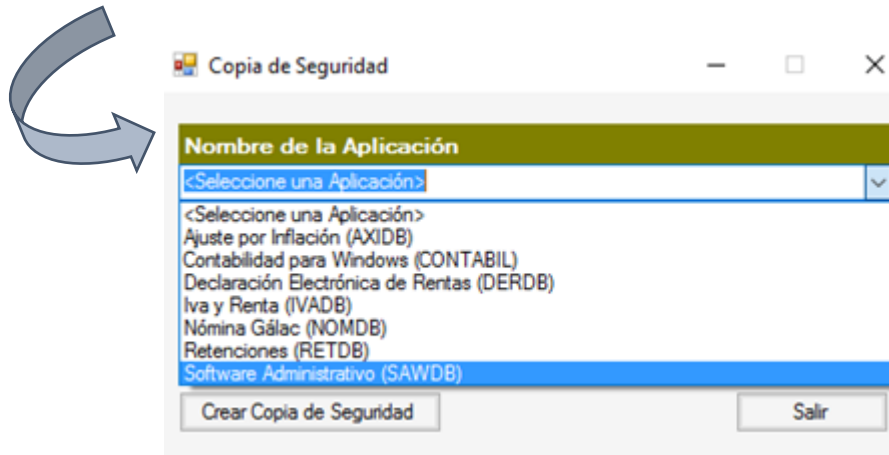 Copia de Seguridad
Nombre de la Aplicación
<Seleccione una Aplicación>
<Seleccione una Aplicación>
Ajuste por Inflación (AXIDB)
Contabilidad para Windows (CONTABIL)
Declaración Electrónica de Rentas (DERDB)
Iva y Renta (IVADB)
Nómina Gálac (NOMDB)
Retenciones (RETDB)
Software Administrativo (SAWDB)
Crear Copia de Seguridad Salir